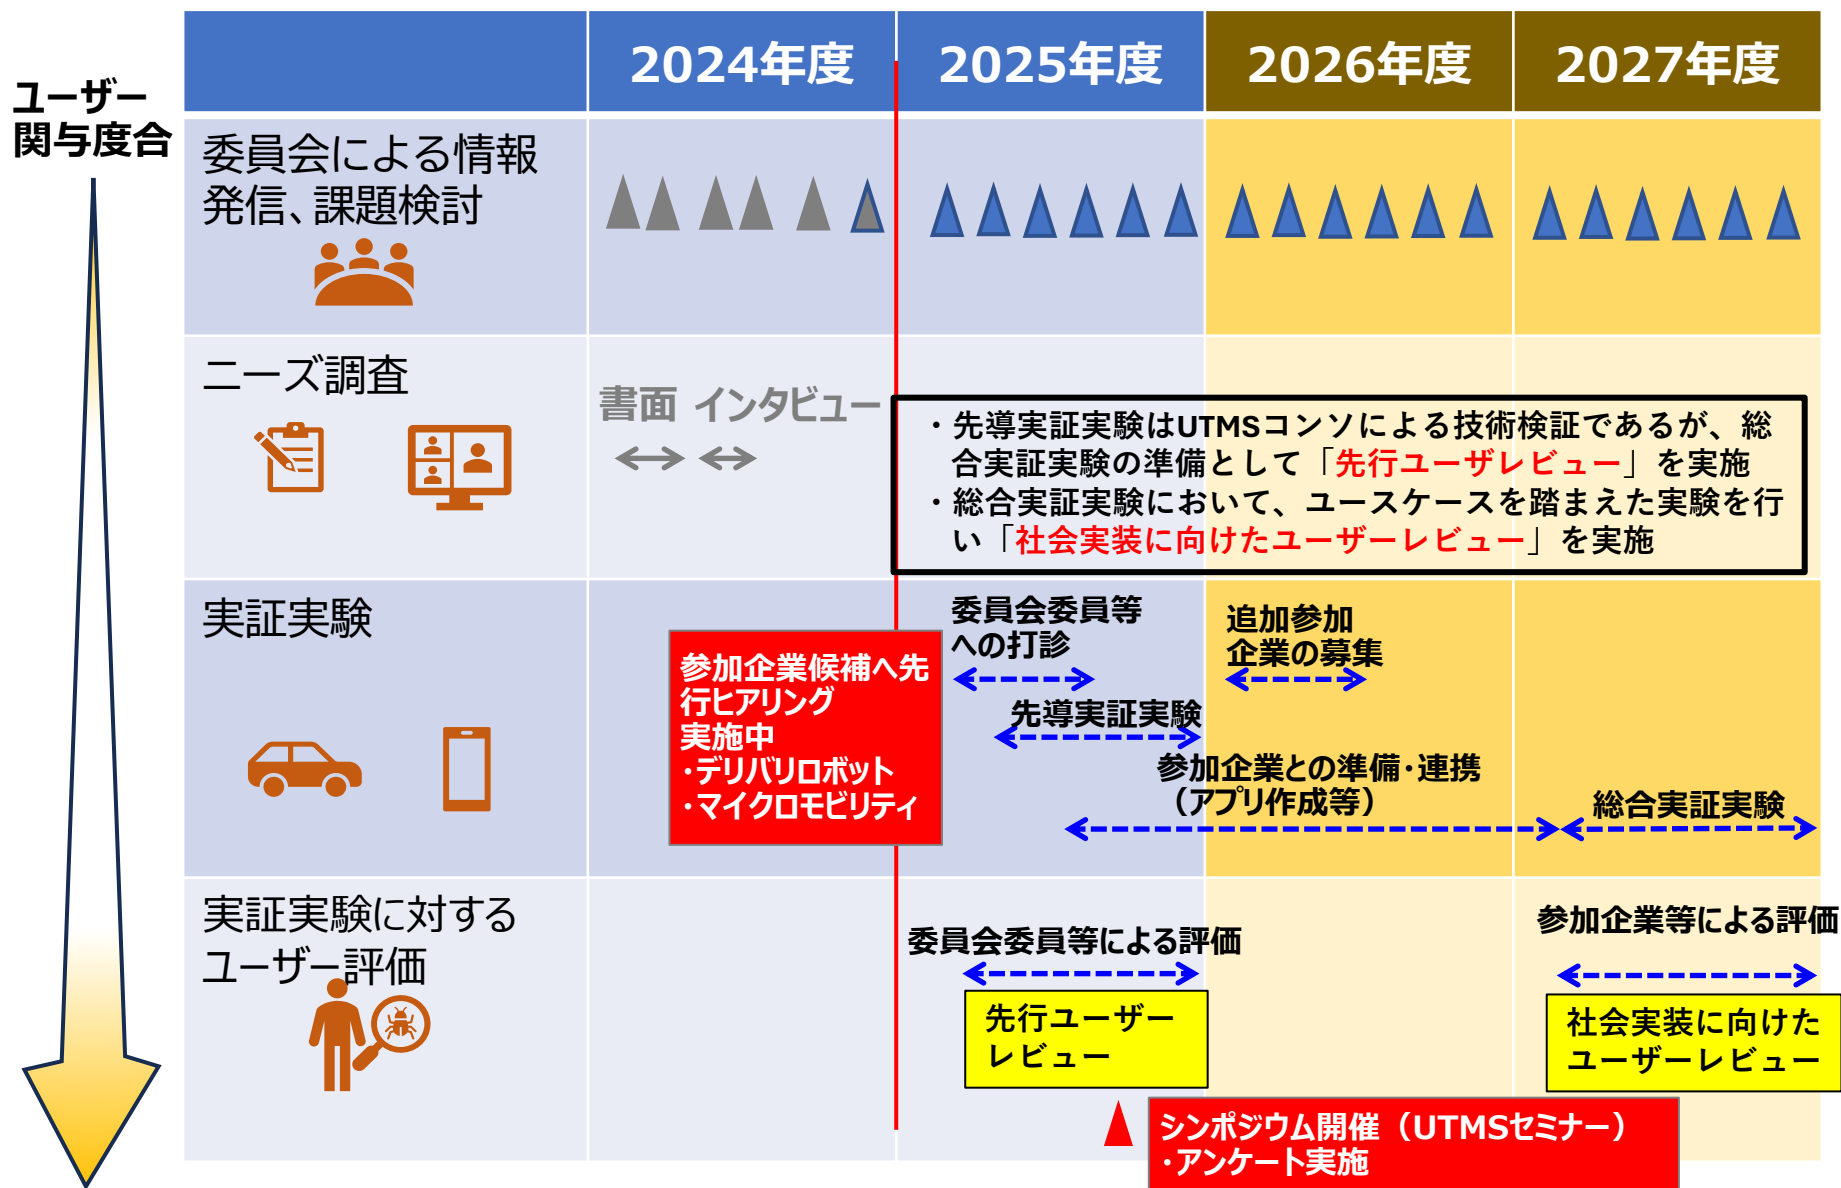 ユーザー
関与度合
2024年度
2025年度
2026年度
2027年度
委員会による情報
発信、課題検討
ニーズ調査
書面 インタビュー
・先導実証実験はUTMSコンソによる技術検証であるが、総
合実証実験の準備として「先行ユーザレビュー」を実施
・総合実証実験において、ユースケースを踏まえた実験を行
い「社会実装に向けたユーザーレビュー」を実施
実証実験
参加企業候補へ先
行ヒアリング
実施中
・デリバリロボット
・マイクロモビリティ
委員会委員等
への打診
先導実証実験
追加参加
企業の募集
参加企業との準備・連携
（アプリ作成等）
総合実証実験
実証実験に対する
ユーザー評価
委員会委員等による評価
先行ユーザー
レビュー
参加企業等による評価
社会実装に向けた
ユーザーレビュー
シンポジウム開催（UTMSセミナー）
・アンケート実施